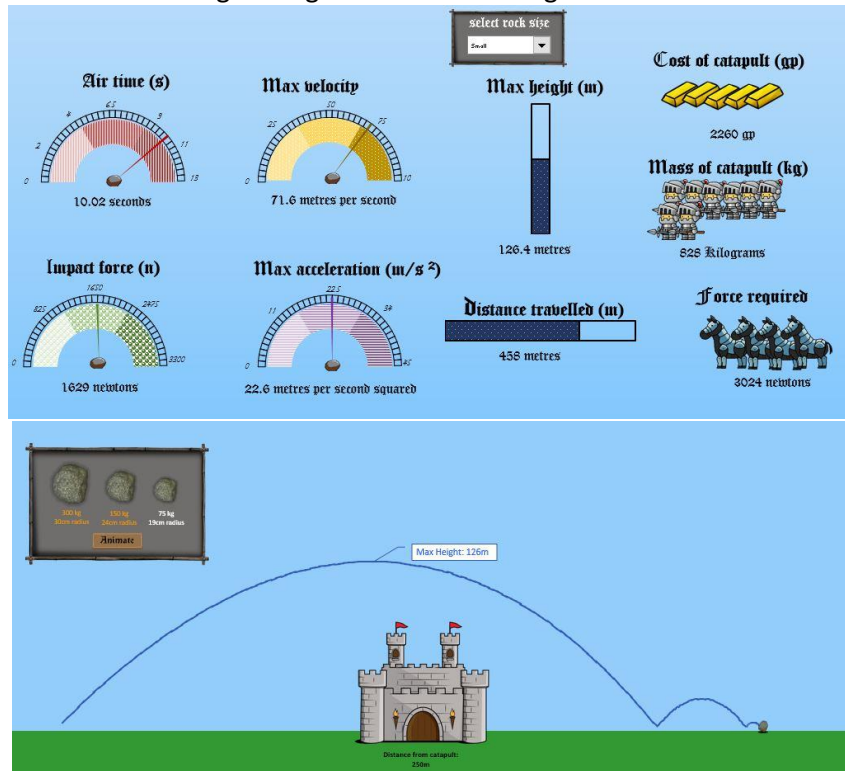 select rock size
Small
Air time (s)
0
2
4
6.5
9
11
13
10.02 seconds
Max velocity
0
25
50
75
10
71.6 metres per second
Max height (m)
126.4 metres
Cost of catapult (gp)
2260 gp
Mass of catapult (kg)
828 Kilograms
Impact force (n)
0
825
1650
2475
3300
1629 newtons
Max acceleration (m/s ²)
0
11
22.5
34
45
22.6 metres per second squared
Distance travelled (m)
458 metres
Force required
3024 newtons
300 kg
30cm radius
150 kg
24cm radius
75 kg
19cm radius
Animate
Max Height: 126m
Distance from catapult:
250m